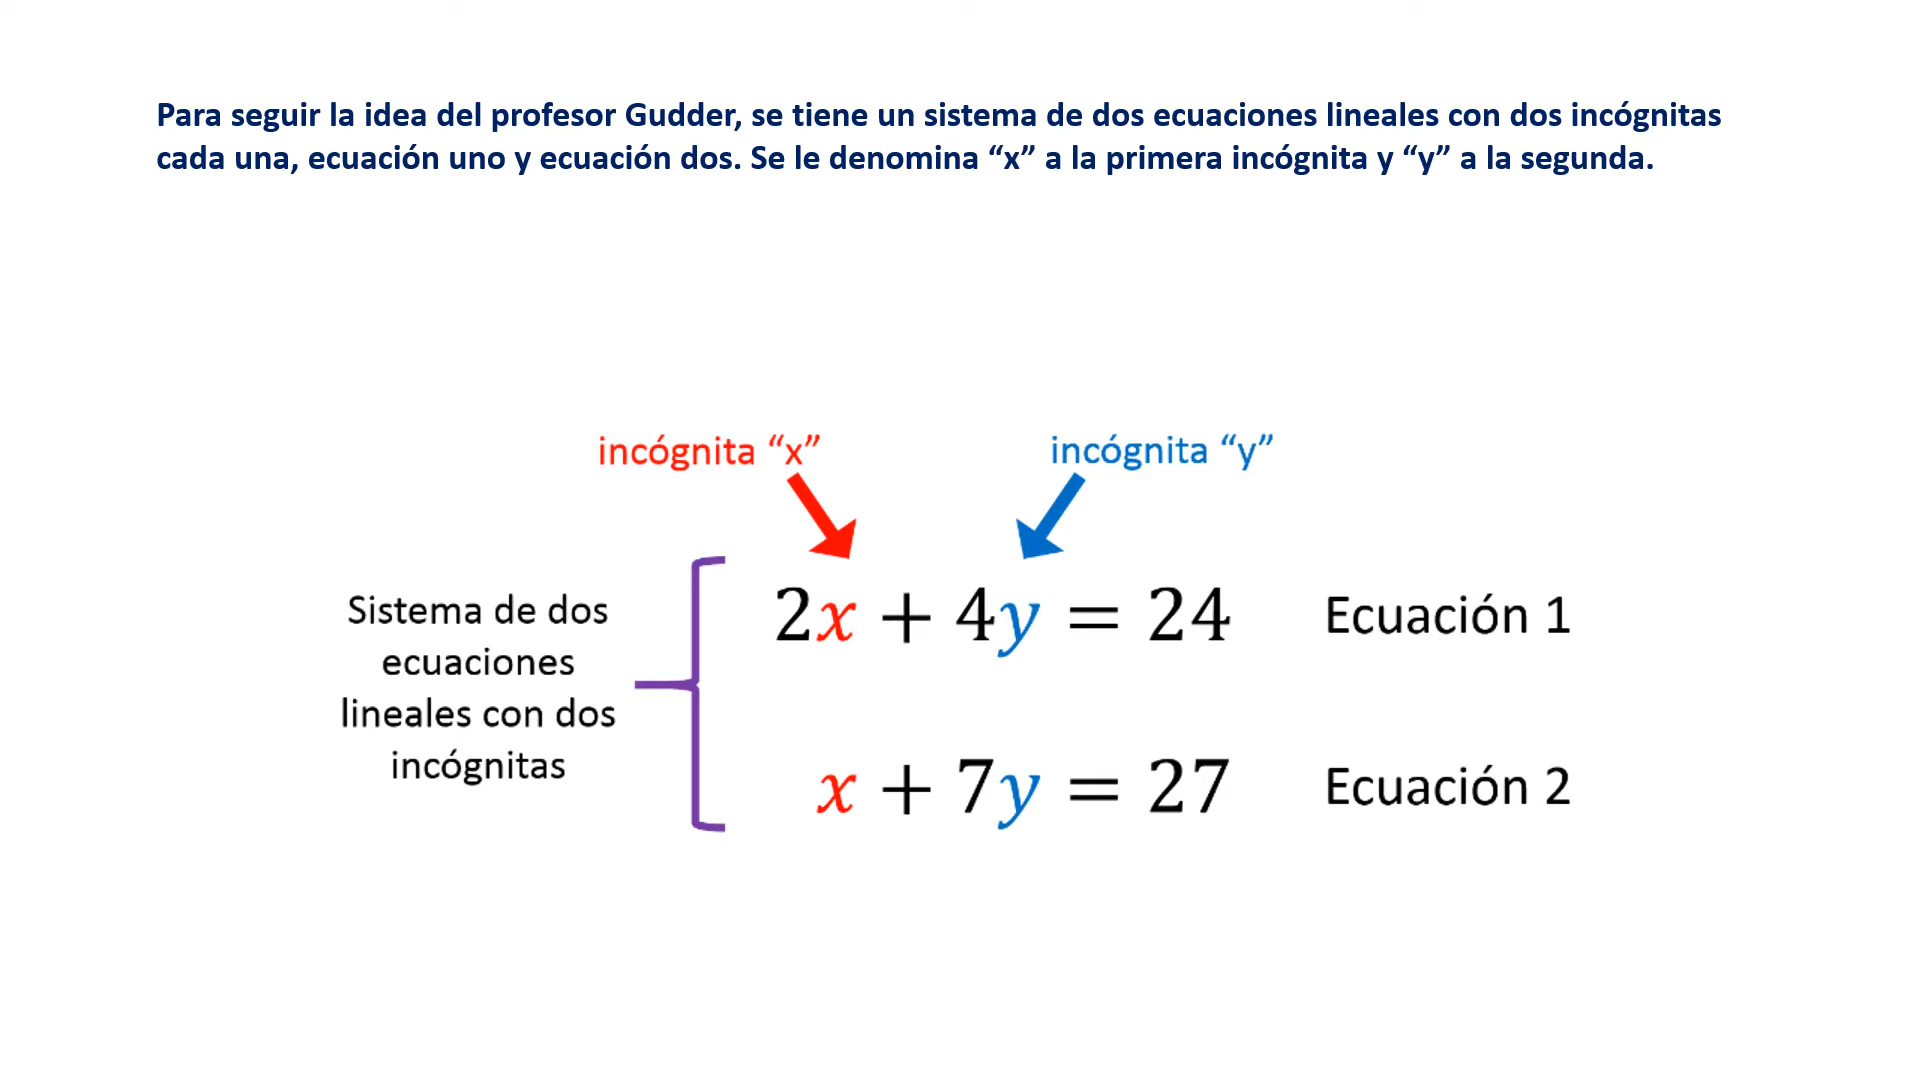 Para seguir la idea del profesor Gudder, se tiene un sistema de dos ecuaciones lineales con dos incógnitas
cada una, ecuación uno y ecuación dos. Se le denomina “x” a la primera incógnita y “y” a la segunda.
incógnita “x”
incógnita “y”
Sistema de dos
ecuaciones
lineales con dos
incógnitas
2x + 4y = 24
Ecuación 1
x + 7y = 27
Ecuación 2